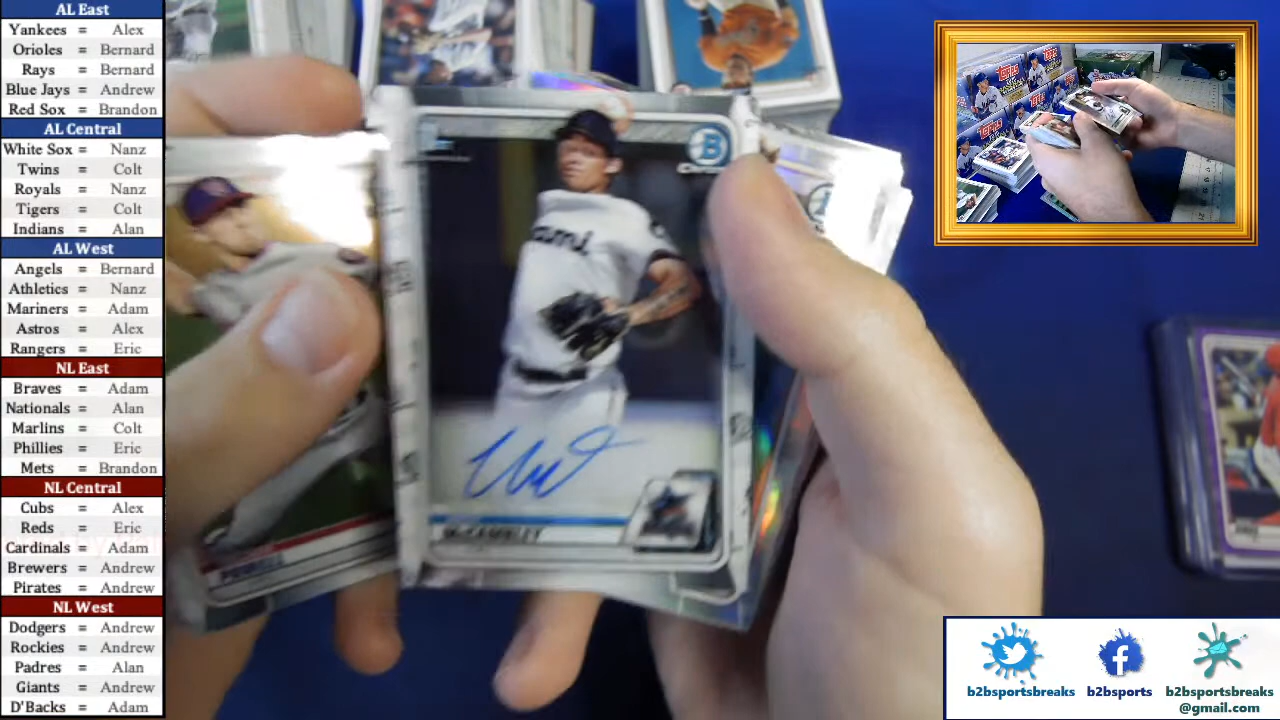 AL East
Yankees = Alex
Orioles = Bernard
Rays = Bernard
Blue Jays = Andrew
Red Sox = Brandon
AL Central
White Sox = Nanz
Twins = Colt
Royals = Nanz
Tigers = Colt
Indians = Alan
AL West
Angels = Bernard
Athletics = Nanz
Mariners = Adam
Astros = Alex
Rangers = Eric
NL East
Braves = Adam
Nationals = Alan
Marlins = Colt
Phillies = Eric
Mets = Brandon
NL Central
Cubs = Alex
Reds = Eric
Cardinals = Adam
Brewers = Andrew
Pirates = Andrew
NL West
Dodgers = Andrew
Rockies = Andrew
Padres = Alan
Giants = Andrew
D'Backs = Adam
B
topps
b2bsportsbreaks
b2bsports
b2bsportsbreaks
@gmail.com